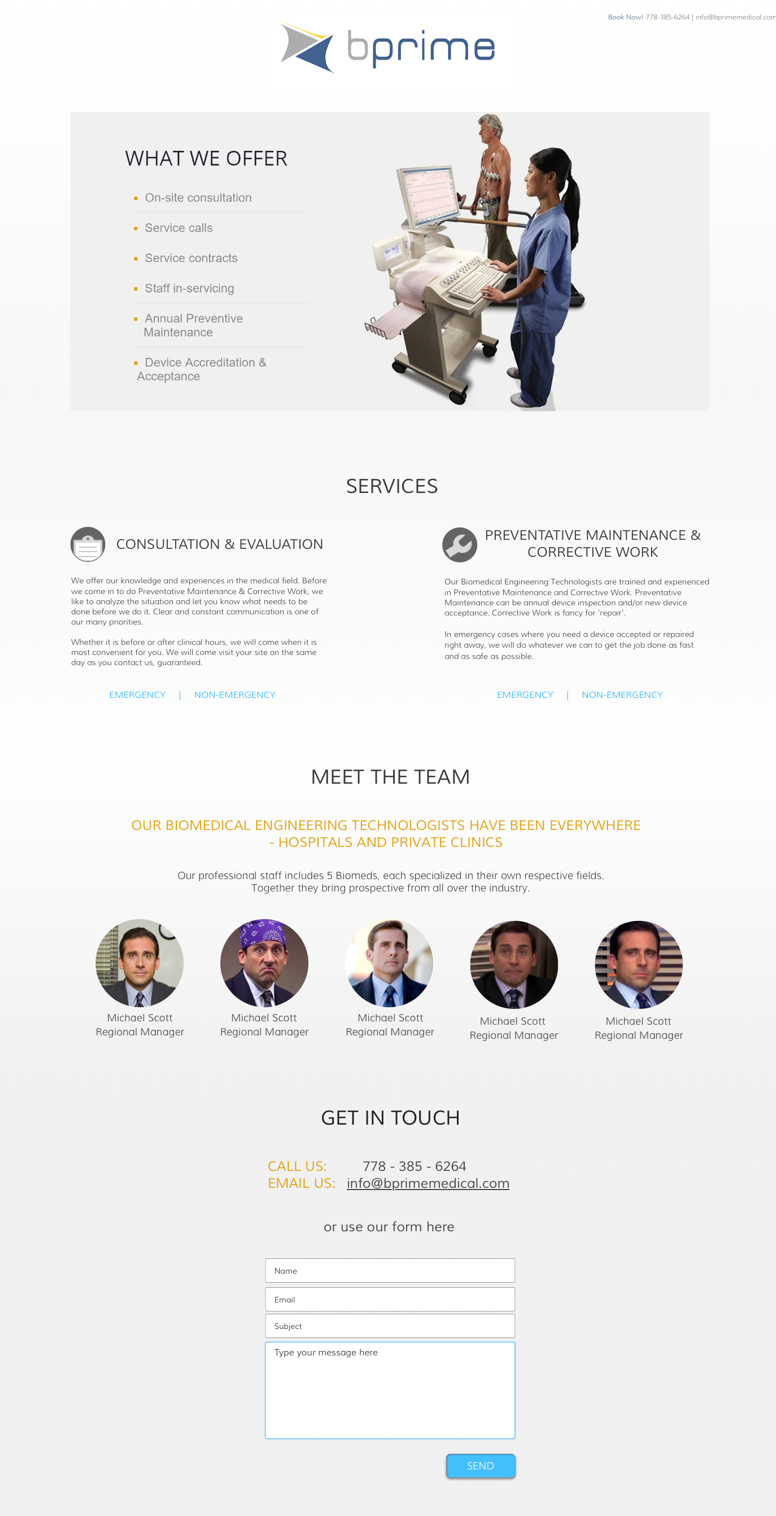 Book Now! 778-385-6264 | info@bprimemedical.com
bprime
WHAT WE OFFER
On-site consultation
Service calls
Service contracts
Staff in-servicing
Annual Preventive
Maintenance
Device Accreditation &
Acceptance
SERVICES
CONSULTATION & EVALUATION
We offer our knowledge and experiences in the medical field. Before
we come in to do Preventative Maintenance & Corrective Work, we
like to analyze the situation and let you know what needs to be
done before we do it. Clear and constant communication is one of
our many priorities.
Whether it is before or after clinical hours, we will come when it is
most convenient for you. We will come visit your site on the same
day as you contact us, guaranteed.
EMERGENCY | NON-EMERGENCY
PREVENTATIVE MAINTENANCE &
CORRECTIVE WORK
Our Biomedical Engineering Technologists are trained and experienced
in Preventative Maintenance and Corrective Work. Preventative
Maintenance can be annual device inspection and/or new device
acceptance. Corrective Work is fancy for 'repair'.
In emergency cases where you need a device accepted or repaired
right away, we will do whatever we can to get the job done as fast
and as safe as possible.
EMERGENCY | NON-EMERGENCY
MEET THE TEAM
OUR BIOMEDICAL ENGINEERING TECHNOLOGISTS HAVE BEEN EVERYWHERE
- HOSPITALS AND PRIVATE CLINICS
Our professional staff includes 5 Biomeds, each specialized in their own respective fields.
Together they bring prospective from all over the industry.
Michael Scott
Regional Manager
Michael Scott
Regional Manager
Michael Scott
Regional Manager
Michael Scott
Regional Manager
Michael Scott
Regional Manager
GET IN TOUCH
CALL US: 778 - 385 - 6264
EMAIL US: info@bprimemedical.com
or use our form here
Name
Email
Subject
Type your message here
SEND